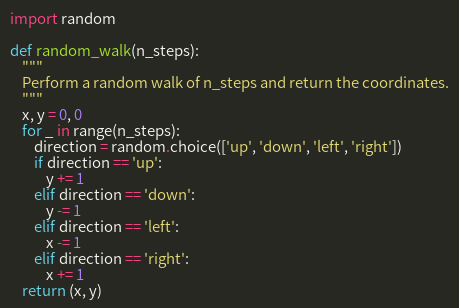 import random

def random_walk(n_steps):
    """
    Perform a random walk of n_steps and return the coordinates.
    """
    x, y = 0, 0
    for _ in range(n_steps):
        direction = random.choice(['up', 'down', 'left', 'right'])
        if direction == 'up':
            y += 1
        elif direction == 'down':
            y -= 1
        elif direction == 'left':
            x -= 1
        elif direction == 'right':
            x += 1
    return (x, y)